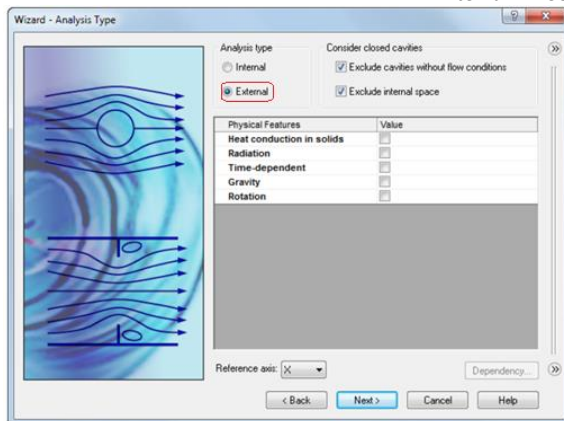 Wizard - Analysis Type
Analysis type
Internal
External
Consider closed cavities
Exclude cavities without flow conditions
Exclude internal space
Physical Features Value
Heat conduction in solids
Radiation
Time-dependent
Gravity
Rotation
Reference axis: X
Dependency...
< Back Next > Cancel Help